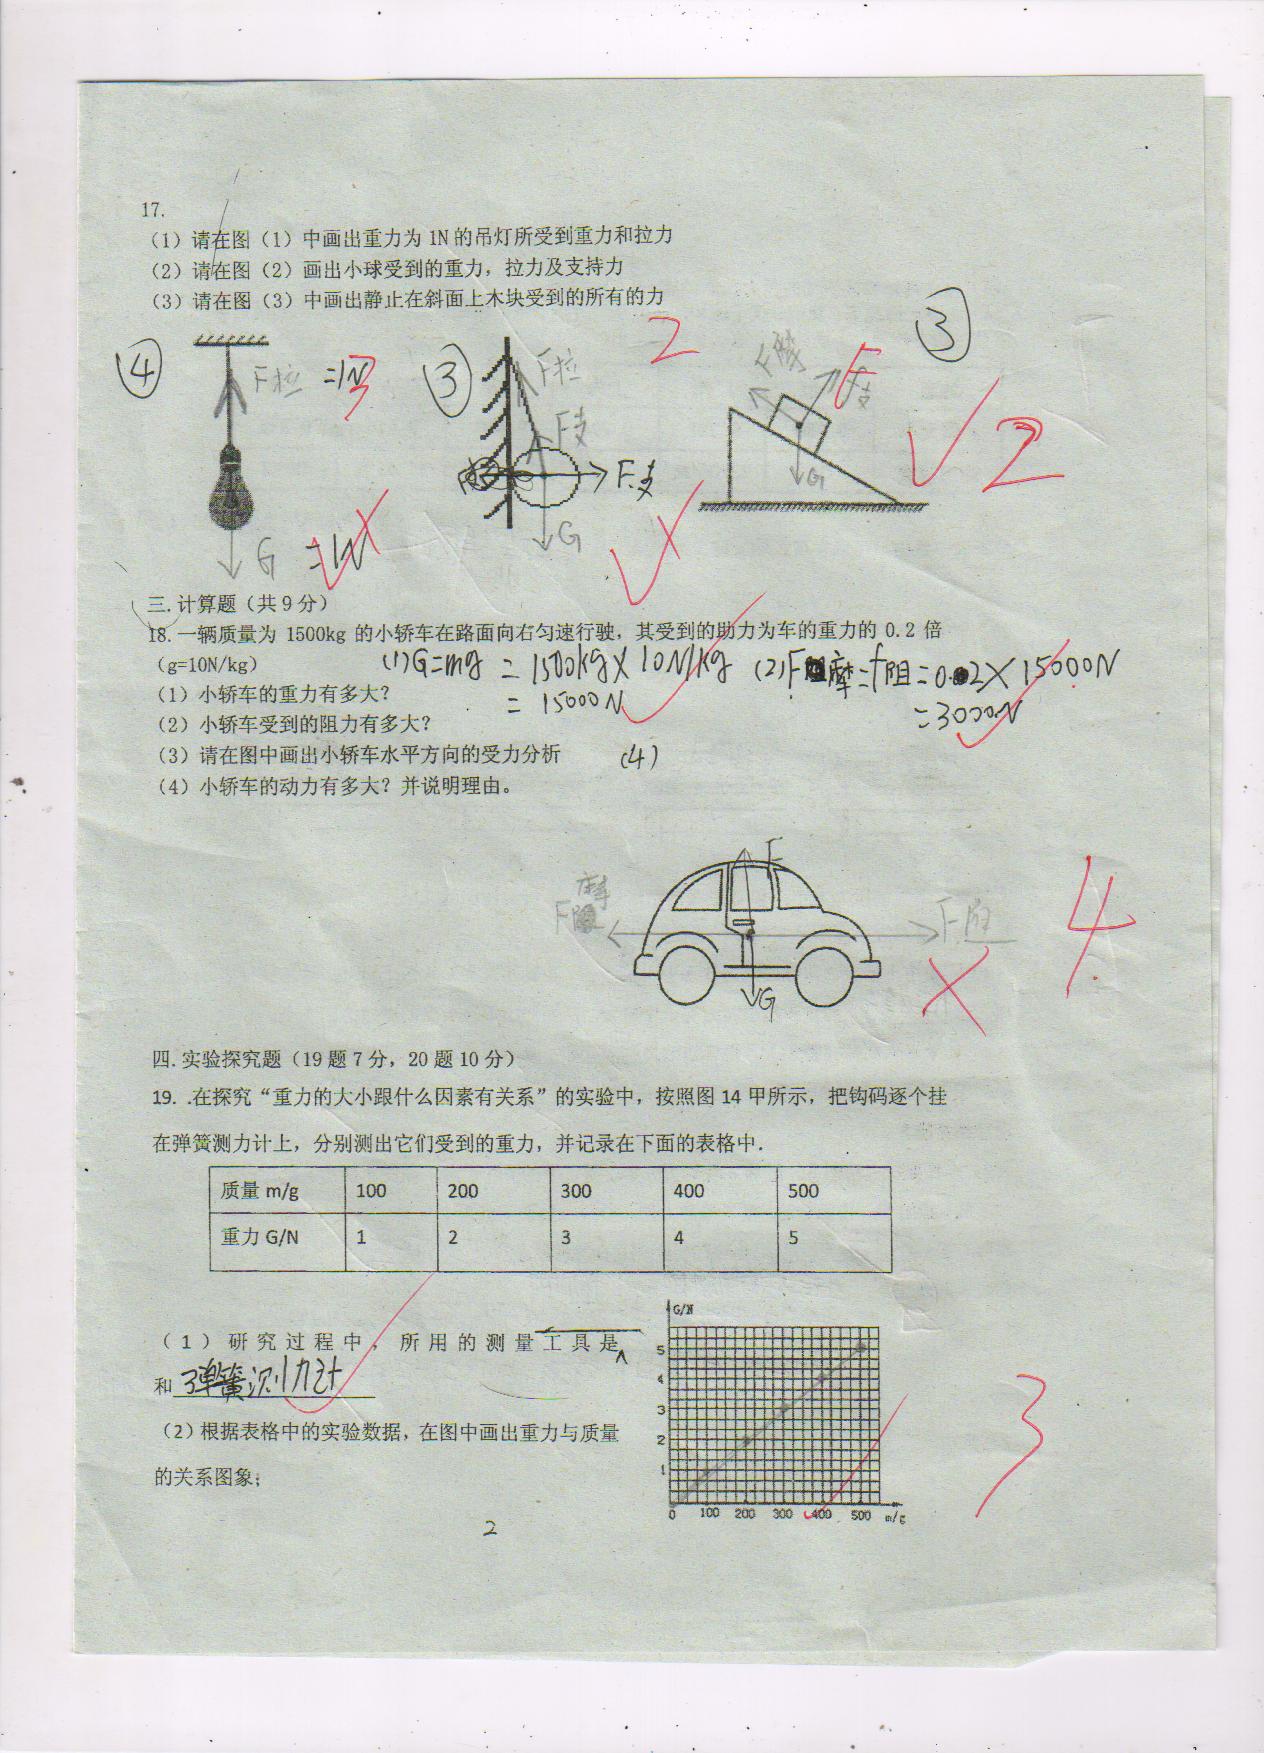 17.
(1)请在图(1)中画出重力为1N的吊灯所受到重力和拉力
(2)请在图(2)画出小球受到的重力，拉力及支持力
(3)请在图(3)中画出静止在斜面上木块受到的所有的力
④ F拉 =1N 3
③ F拉 2
F支
F支
F摩 F F支 ③
G =1N
G
G
2
三.计算题(共9分)
18.一辆质量为 1500kg 的小轿车在路面向右匀速行驶，其受到的助力为车的重力的 0.2 倍
(g=10N/kg)
(1)G=mg = 1500kg×10N/kg (2)F摩=f阻=0.2×15000N
(1)小轿车的重力有多大?
= 15000N =3000N
(2)小轿车受到的阻力有多大?
(3)请在图中画出小轿车水平方向的受力分析 (4)
(4)小轿车的动力有多大? 并说明理由。
F
F摩
F阻
G
4
四.实验探究题(19题7分，20题10分)
19. .在探究“重力的大小跟什么因素有关系”的实验中，按照图14甲所示，把钩码逐个挂
在弹簧测力计上，分别测出它们受到的重力，并记录在下面的表格中.
质量 m/g 100 200 300 400 500
重力 G/N 1 2 3 4 5
(1)研究过程中，所用的测量工具是
和 弹簧测力计
(2)根据表格中的实验数据，在图中画出重力与质量
的关系图象；
G/N
5
4
3
2
1
0 100 200 300 400 500 m/g
3
2